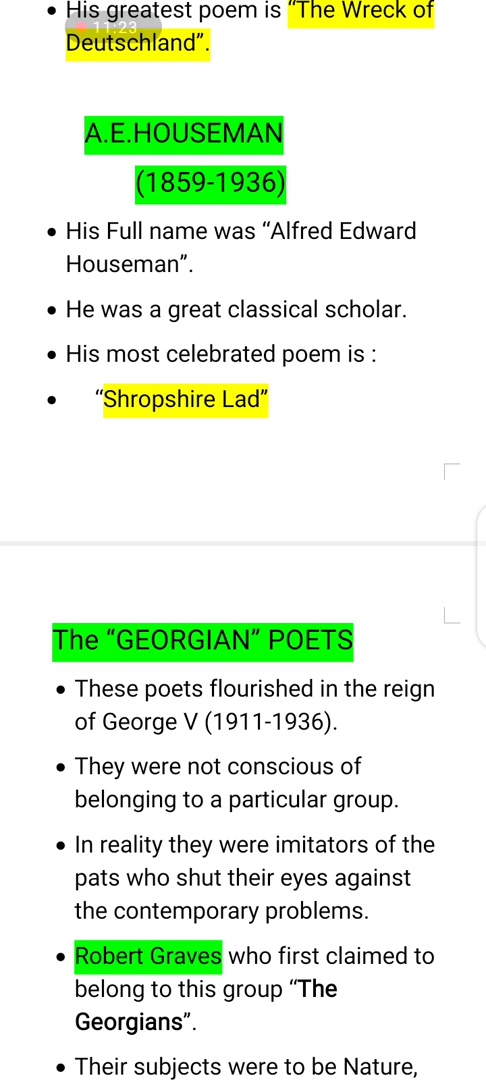 • His greatest poem is “The Wreck of
11:23
Deutschland”.
A.E.HOUSEMAN
(1859-1936)
• His Full name was “Alfred Edward
Houseman”.
• He was a great classical scholar.
• His most celebrated poem is :
• “Shropshire Lad”
The “GEORGIAN” POETS
• These poets flourished in the reign
of George V (1911-1936).
• They were not conscious of
belonging to a particular group.
• In reality they were imitators of the
pats who shut their eyes against
the contemporary problems.
• Robert Graves who first claimed to
belong to this group “The
Georgians”.
• Their subjects were to be Nature,